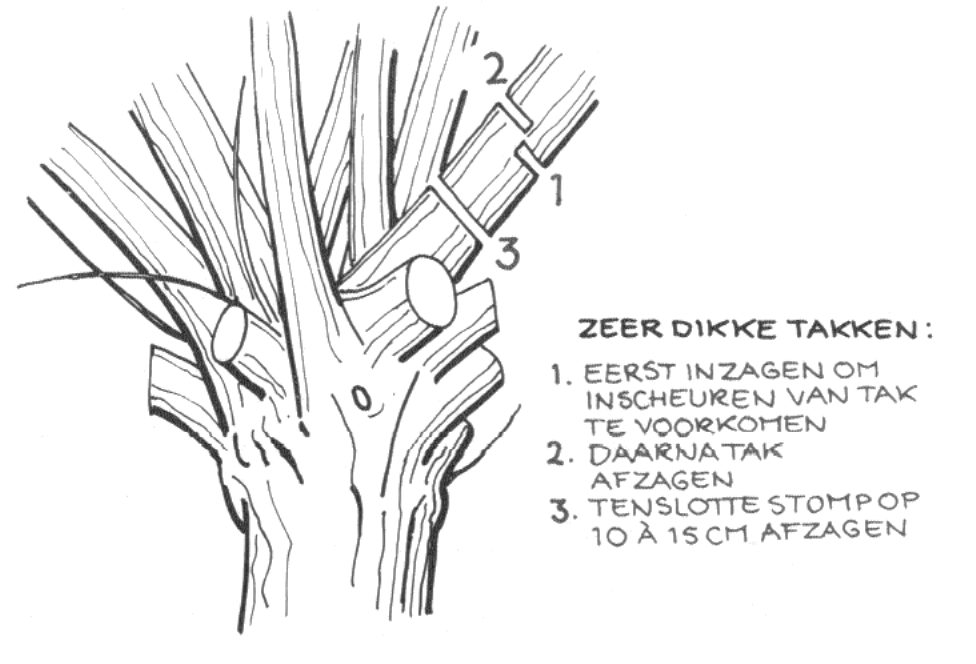 2
1
3
ZEER DIKKE TAKKEN:
1. EERST INZAGEN OM
INSCHEUREN VAN TAK
TE VOORKOMEN
2. DAARNA TAK
AFZAGEN
3. TENSLOTTE STOMP OP
10 À 15 CM AFZAGEN